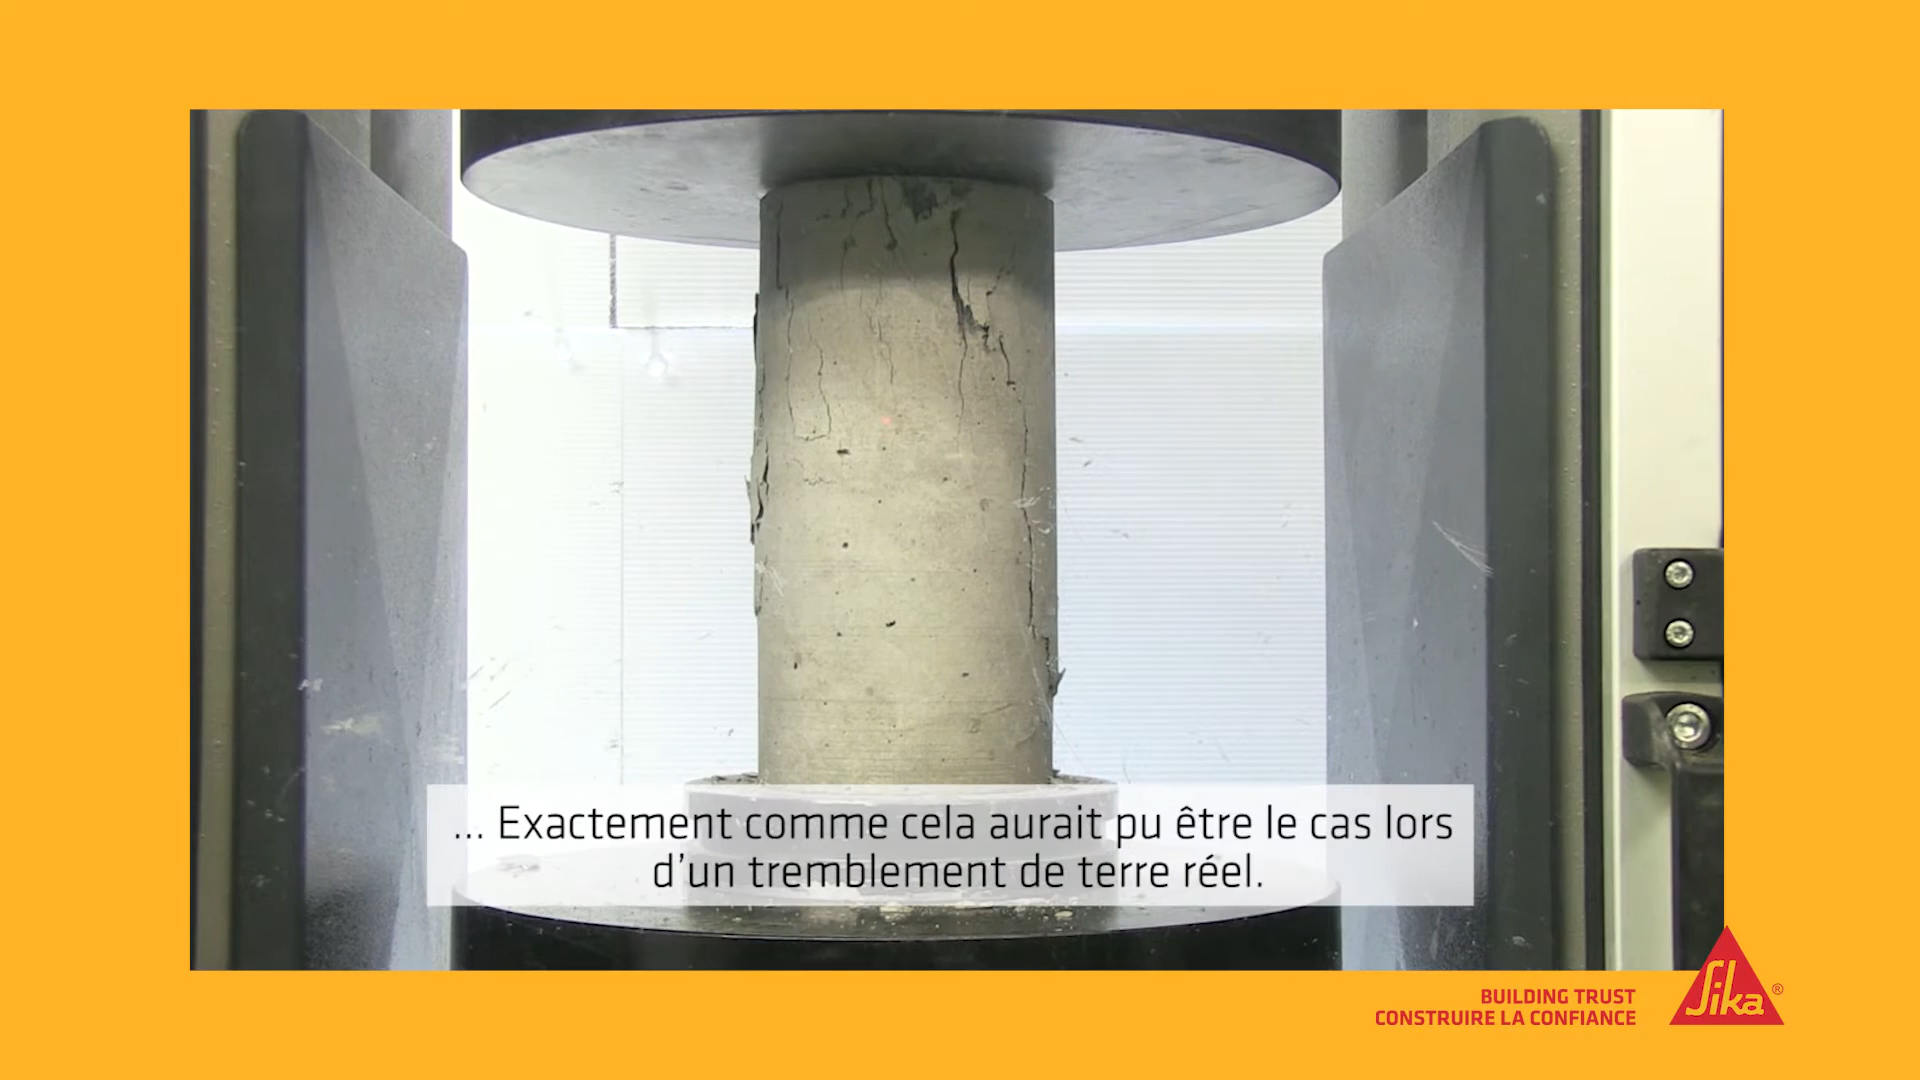 ... Exactement comme cela aurait pu être le cas lors
d'un tremblement de terre réel.
BUILDING TRUST
CONSTRUIRE LA CONFIANCE
Sika®